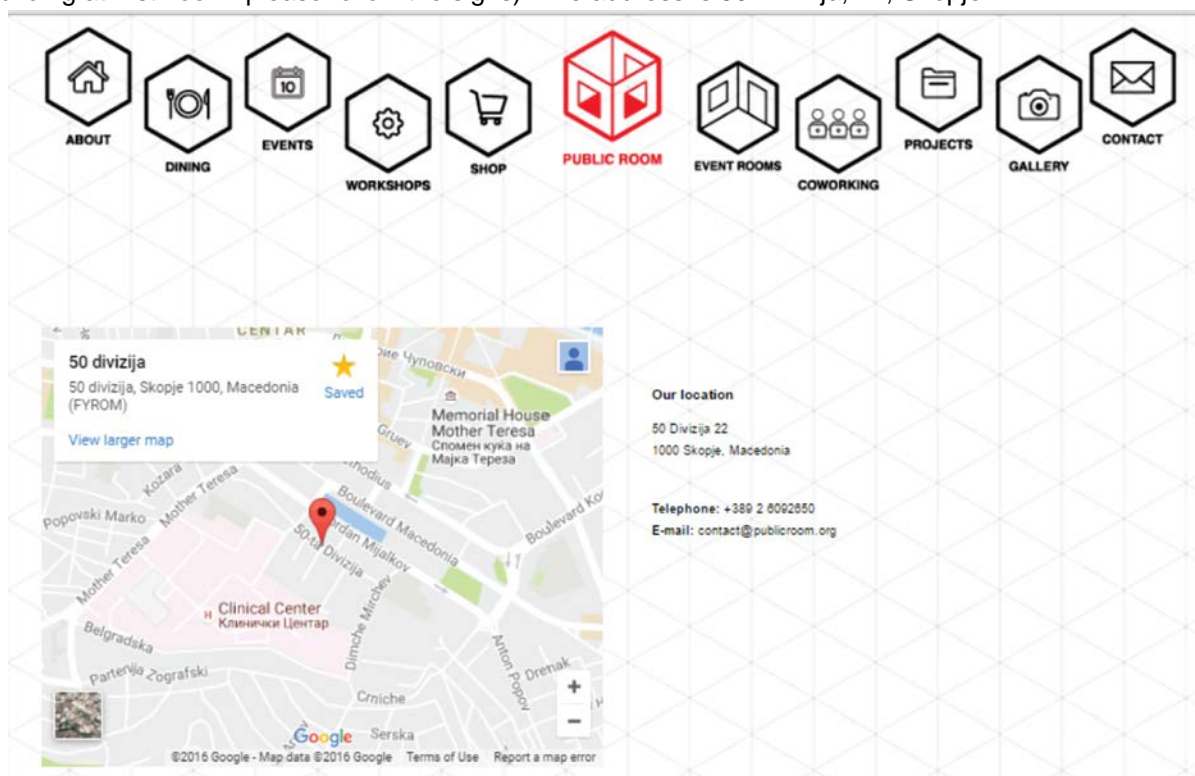 ABOUT
DINING
EVENTS
10
WORKSHOPS
SHOP
PUBLIC ROOM
EVENT ROOMS
COWORKING
PROJECTS
GALLERY
CONTACT
CENTAR
50 divizija
50 divizija, Skopje 1000, Macedonia
(FYROM)
Saved
View larger map
Memorial House
Mother Teresa
Спомен куќа на
Мајка Тереза
Gruev
Kozara
Mother Teresa
Popovski Marko
Boulevard Macedonia
50-ta Divizija
Mother Teresa
H Clinical Center
Клинички Центар
Belgradska
Dimche Mirchev
Partenija Zografski
Anton Popov
Drenak
Crniche
Serska
Google
©2016 Google - Map data ©2016 Google Terms of Use Report a map error
Our location
50 Divizija 22
1000 Skopje, Macedonia
Telephone: +389 2 6092650
E-mail: contact@publicroom.org